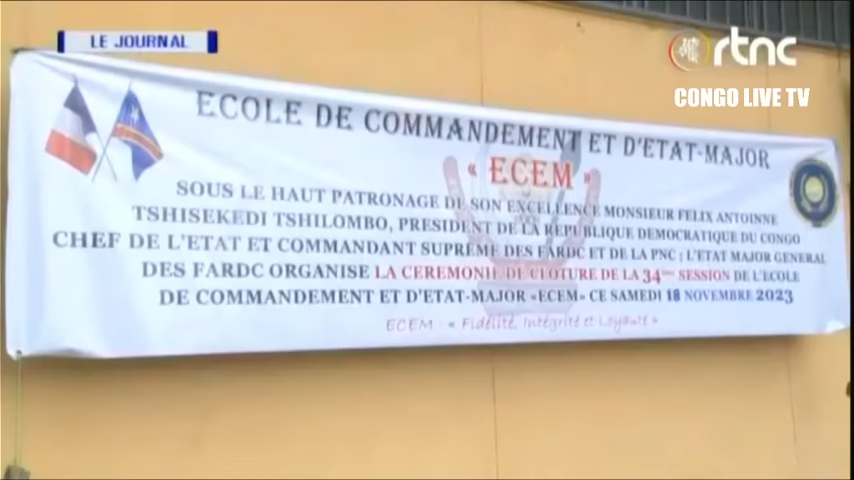 LE JOURNAL
rtnc
CONGO LIVE TV
ECOLE DE COMMANDEMENT ET D'ETAT-MAJOR
« ECEM »
SOUS LE HAUT PATRONAGE DE SON EXCELLENCE MONSIEUR FELIX ANTOINNE
TSHISEKEDI TSHILOMBO, PRESIDENT DE LA REPUBLIQUE DEMOCRATIQUE DU CONGO
CHEF DE L'ETAT ET COMMANDANT SUPREME DES FARDC ET DE LA PNC ; L'ETAT MAJOR GENERAL
DES FARDC ORGANISE LA CEREMONIE DE CLOTURE DE LA 34ème SESSION DE L'ECOLE
DE COMMANDEMENT ET D'ETAT-MAJOR «ECEM» CE SAMEDI 18 NOVEMBRE 2023
ECEM : « Fidélité, Intégrité et Loyauté »